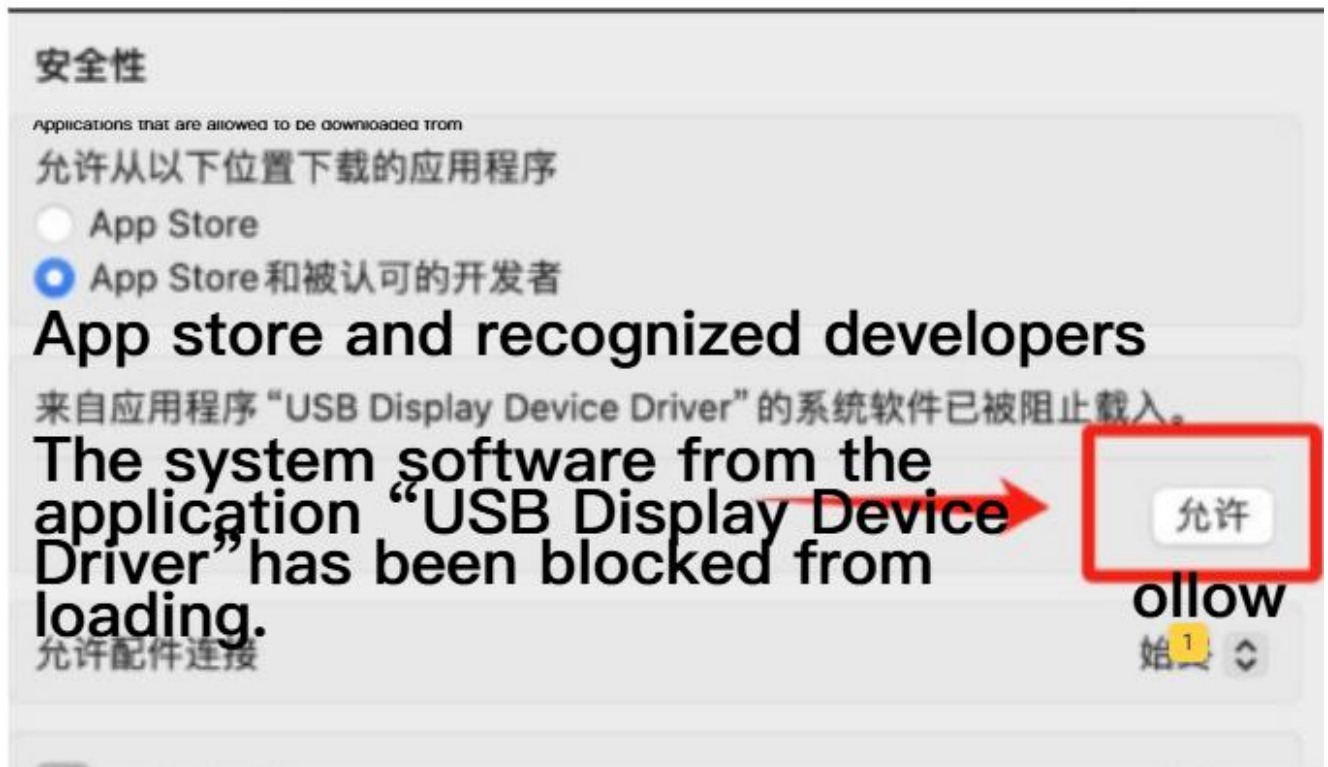 安全性
Applications that are allowed to be downloaded from
允许从以下位置下载的应用程序
App Store
App Store和被认可的开发者
App store and recognized developers
来自应用程序“USB Display Device Driver”的系统软件已被阻止载入。
The system software from the
application “USB Display Device
Driver”has been blocked from
loading.
允许
ollow
允许配件连接
始
1